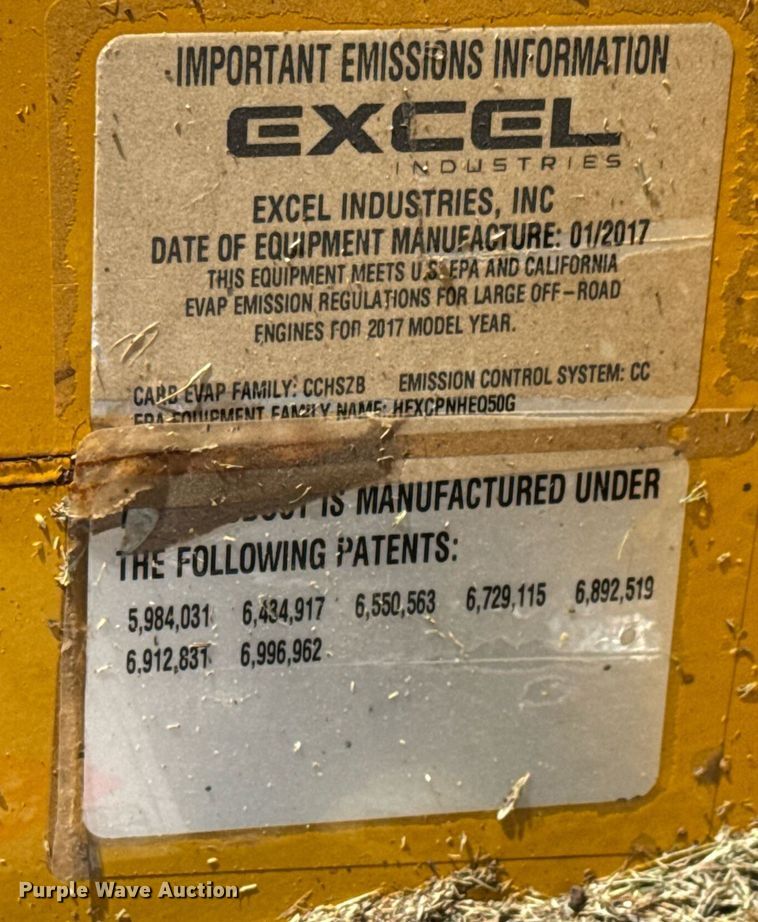 IMPORTANT EMISSIONS INFORMATION
EXCEL
INDUSTRIES
EXCEL INDUSTRIES, INC
DATE OF EQUIPMENT MANUFACTURE: 01/2017
THIS EQUIPMENT MEETS U.S. EPA AND CALIFORNIA
EVAP EMISSION REGULATIONS FOR LARGE OFF-ROAD
ENGINES FOR 2017 MODEL YEAR.
CARB EVAP FAMILY: CCHSZB EMISSION CONTROL SYSTEM: CC
EPA EQUIPMENT FAMILY NAME: HFXCPNHEQ50G
IS MANUFACTURED UNDER
THE FOLLOWING PATENTS:
5,984,031 6,434,917 6,550,563 6,729,115 6,892,519
6,912,831 6,996,962
Purple Wave Auction